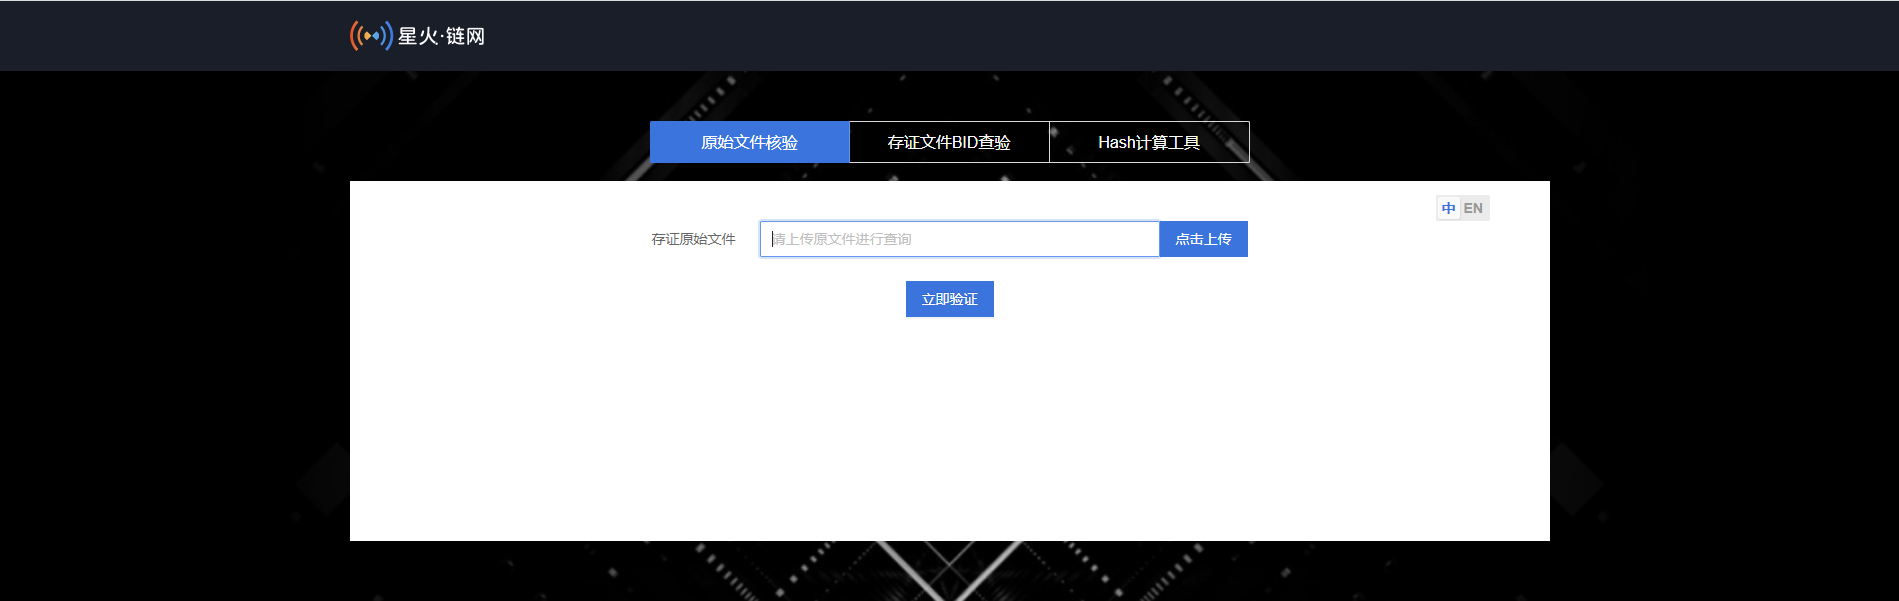 星火·链网
原始文件核验
存证文件BID查验
Hash计算工具
中 EN
存证原始文件
请上传原文件进行查询
点击上传
立即验证